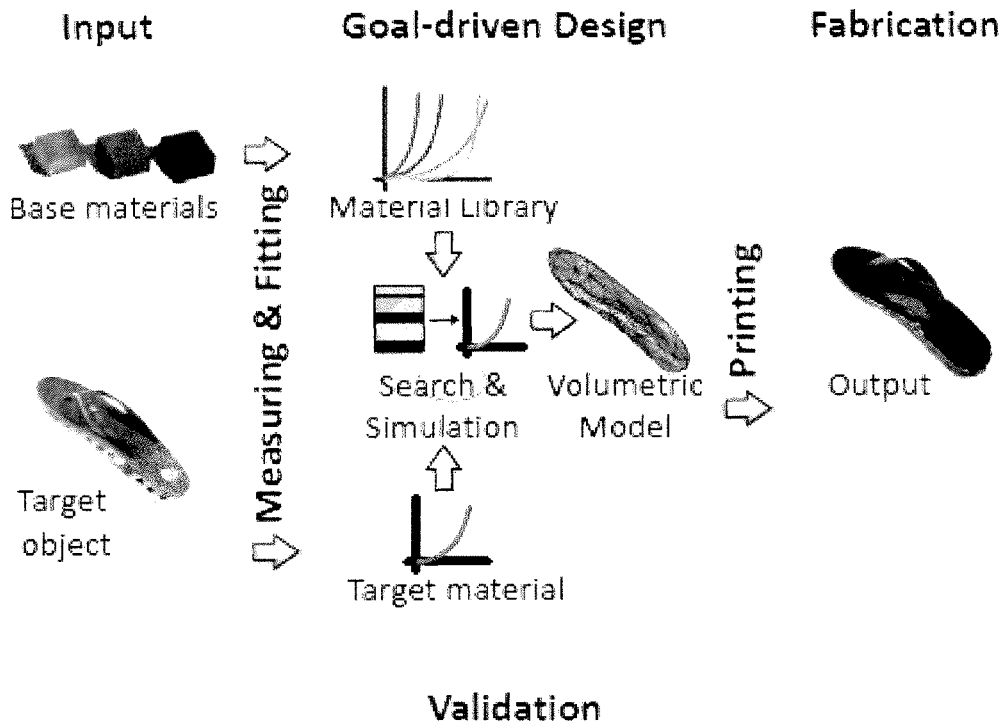 Input
Goal-driven Design
Fabrication
Base materials
Measuring & Fitting
Material Library
Search &
Simulation
Volumetric
Model
Printing
Output
Target
object
Target material
Validation